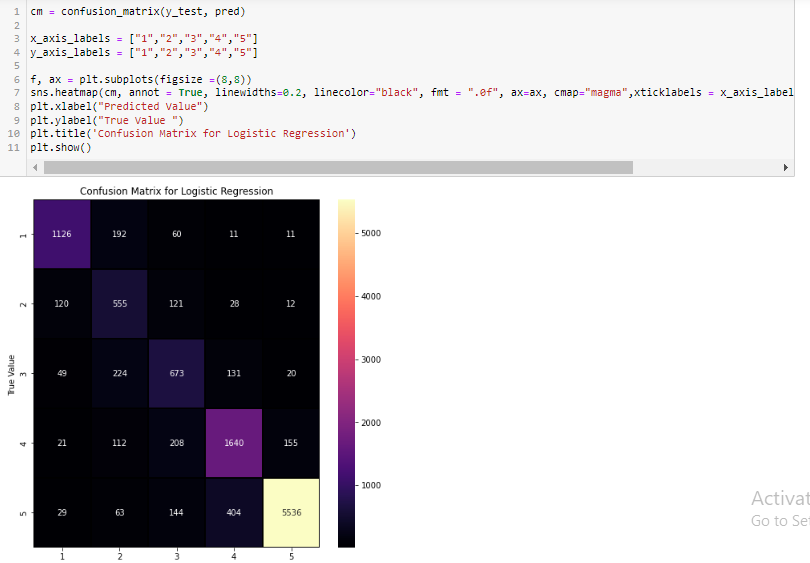 1 cm = confusion_matrix(y_test, pred)
2
3 x_axis_labels = ["1","2","3","4","5"]
4 y_axis_labels = ["1","2","3","4","5"]
5
6 f, ax = plt.subplots(figsize =(8,8))
7 sns.heatmap(cm, annot = True, linewidths=0.2, linecolor="black", fmt = ".0f", ax=ax, cmap="magma",xticklabels = x_axis_label
8 plt.xlabel("Predicted Value")
9 plt.ylabel("True Value ")
10 plt.title('Confusion Matrix for Logistic Regression')
11 plt.show()
Confusion Matrix for Logistic Regression
1 1126 192 60 11 11
2 120 555 121 28 12
3 49 224 673 131 20
4 21 112 208 1640 155
5 29 63 144 404 5536
1 2 3 4 5
True Value
5000
4000
3000
2000
1000
Activat
Go to Set